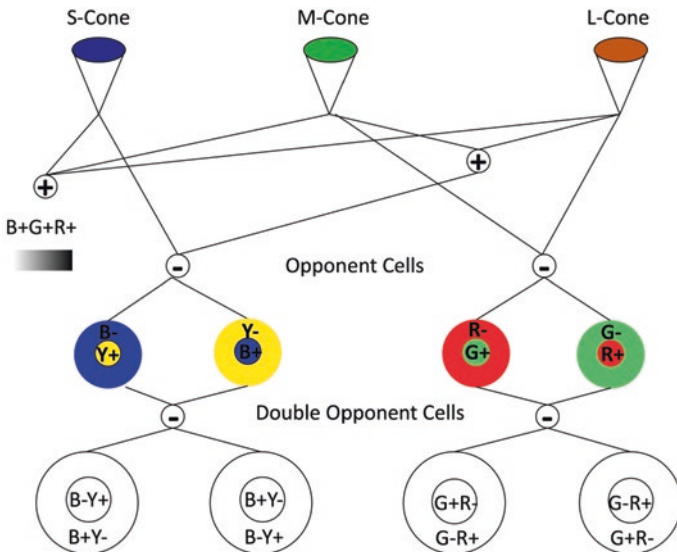 S-Cone
M-Cone
L-Cone
+
+
B+G+R+
-
Opponent Cells
-
B-
Y+
Y-
B+
R-
G+
G-
R+
-
Double Opponent Cells
-
B-Y+
B+Y-
B+Y-
B-Y+
G+R-
G-R+
G-R+
G+R-